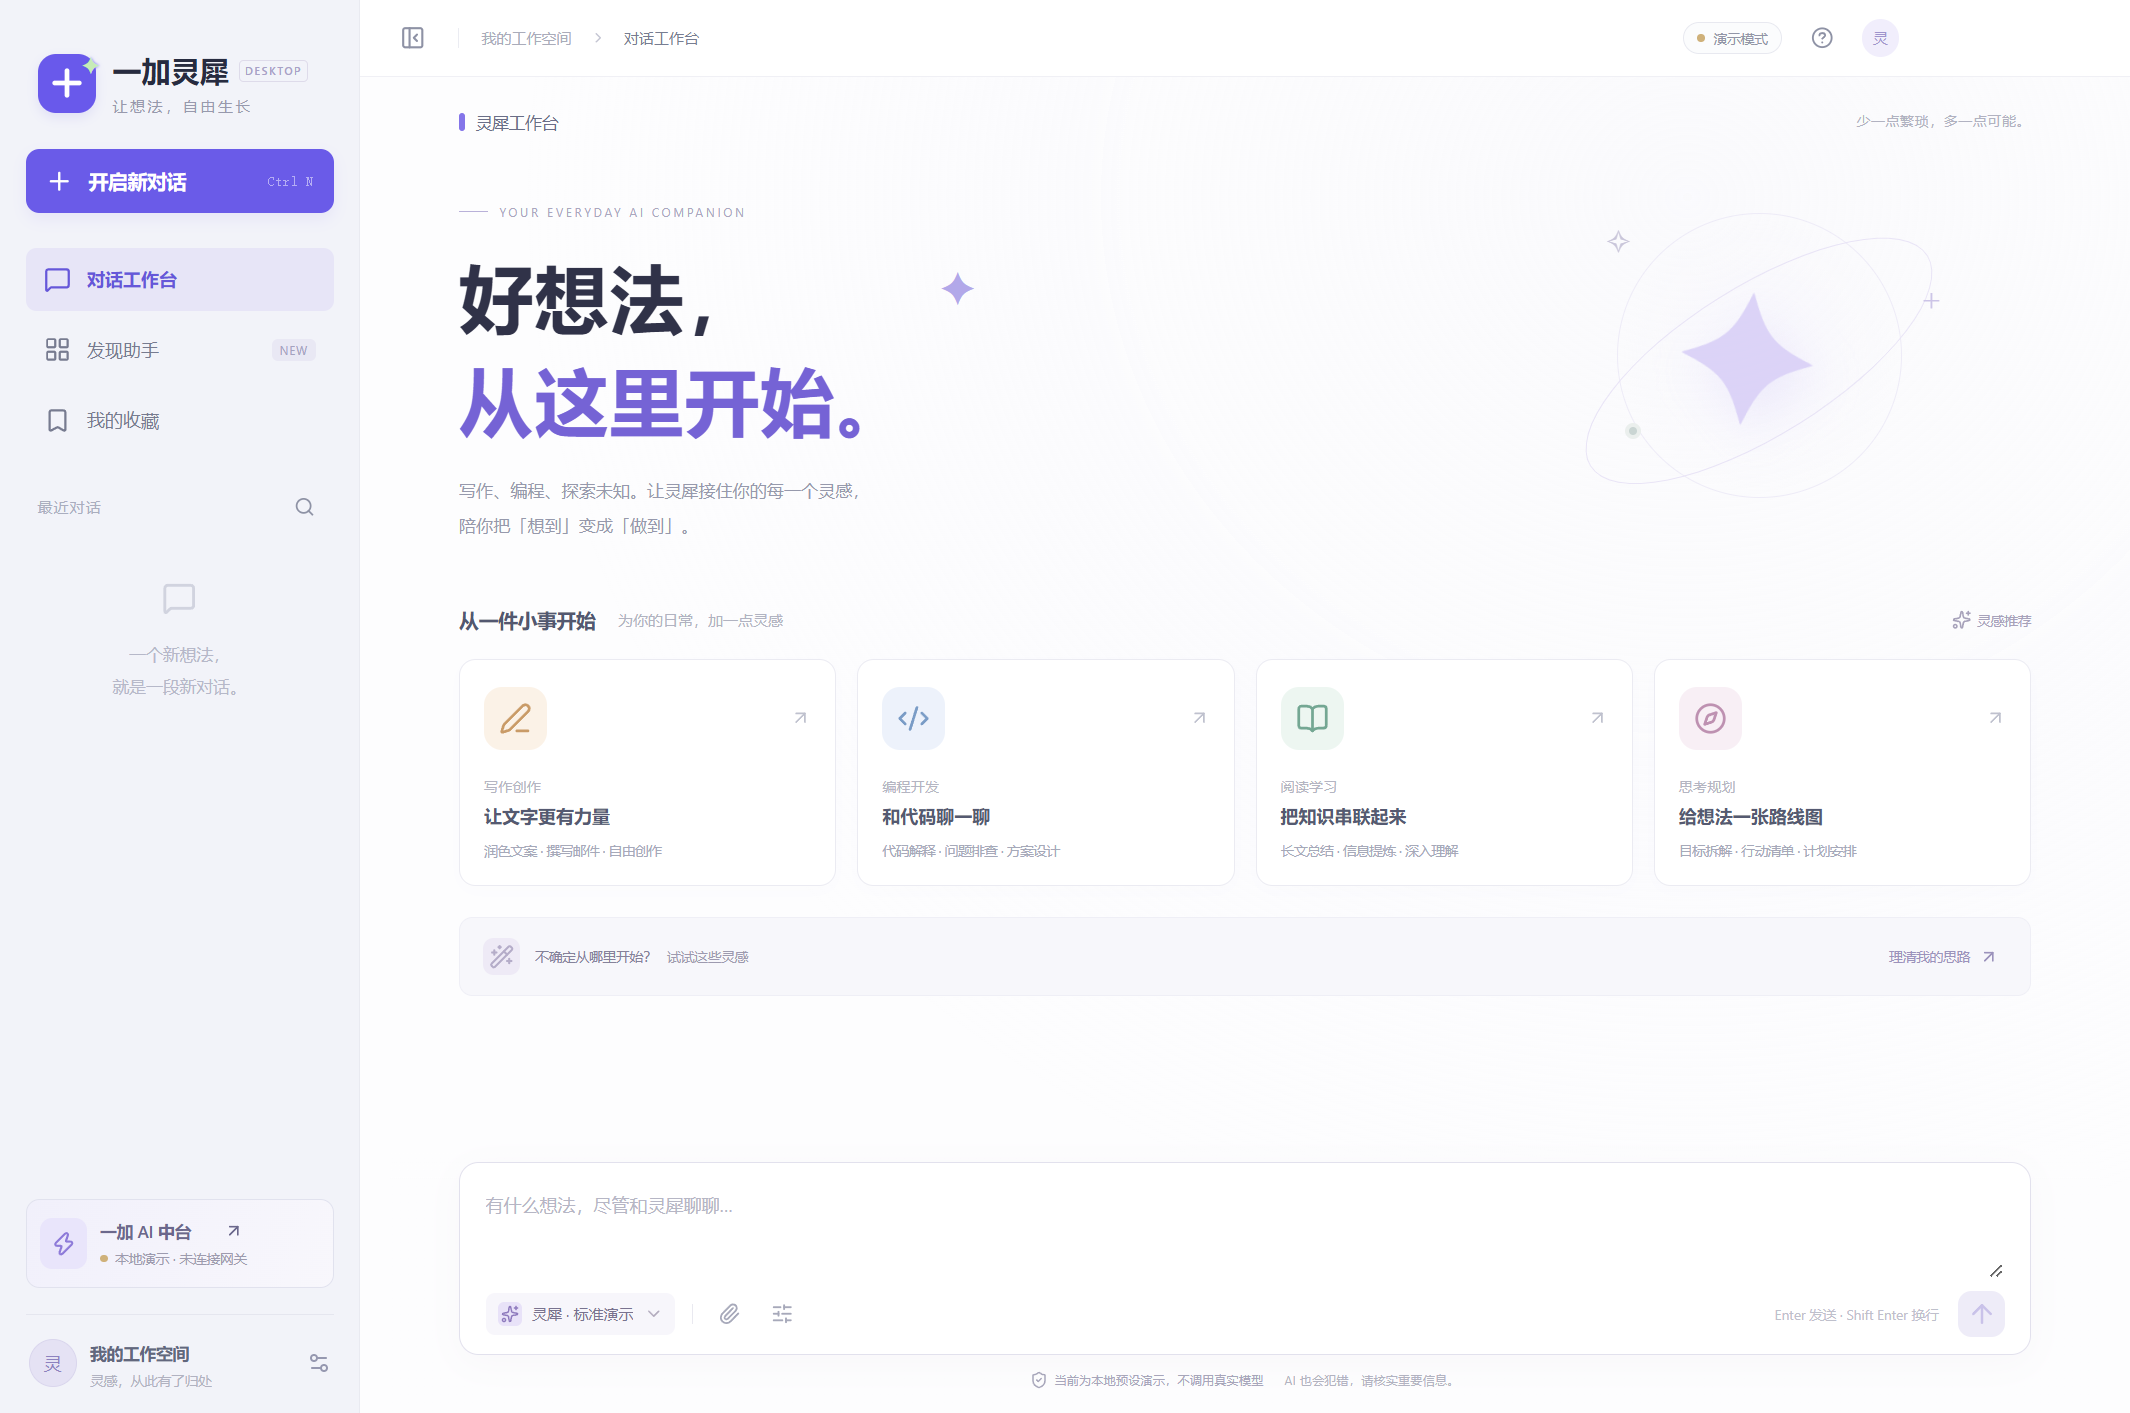 一加灵犀 DESKTOP
让想法，自由生长
开启新对话 Ctrl N
对话工作台
发现助手 NEW
我的收藏
最近对话
一个新想法，
就是一段新对话。
一加 AI 中台
本地演示 · 未连接网关
灵 我的工作空间
灵感，从此有了归处
我的工作空间 对话工作台
演示模式
灵
灵犀工作台
少一点繁琐，多一点可能。
YOUR EVERYDAY AI COMPANION
好想法，
从这里开始。
写作、编程、探索未知。让灵犀接住你的每一个灵感，
陪你把「想到」变成「做到」。
从一件小事开始 为你的日常，加一点灵感
灵感推荐
写作创作
让文字更有力量
润色文案 · 撰写邮件 · 自由创作
编程开发
和代码聊一聊
代码解释 · 问题排查 · 方案设计
阅读学习
把知识串联起来
长文总结 · 信息提炼 · 深入理解
思考规划
给想法一张路线图
目标拆解 · 行动清单 · 计划安排
不确定从哪里开始？ 试试这些灵感
理清我的思路
有什么想法，尽管和灵犀聊聊...
灵犀 · 标准演示
Enter 发送 · Shift Enter 换行
当前为本地预设演示，不调用真实模型 AI 也会犯错，请核实重要信息。